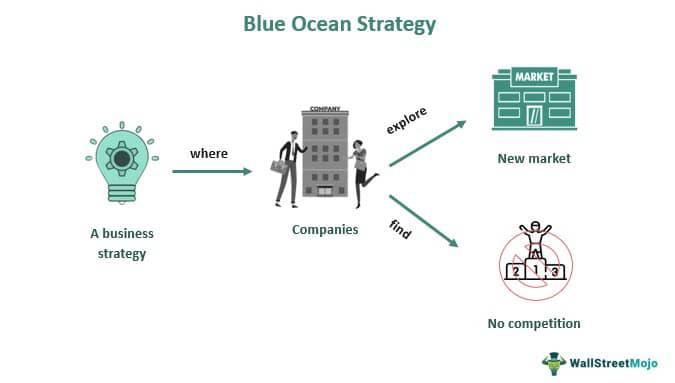 Blue Ocean Strategy
where
A business
strategy
COMPANY
Companies
explore
find
MARKET
New market
2 1 3
No competition
WallStreetMojo